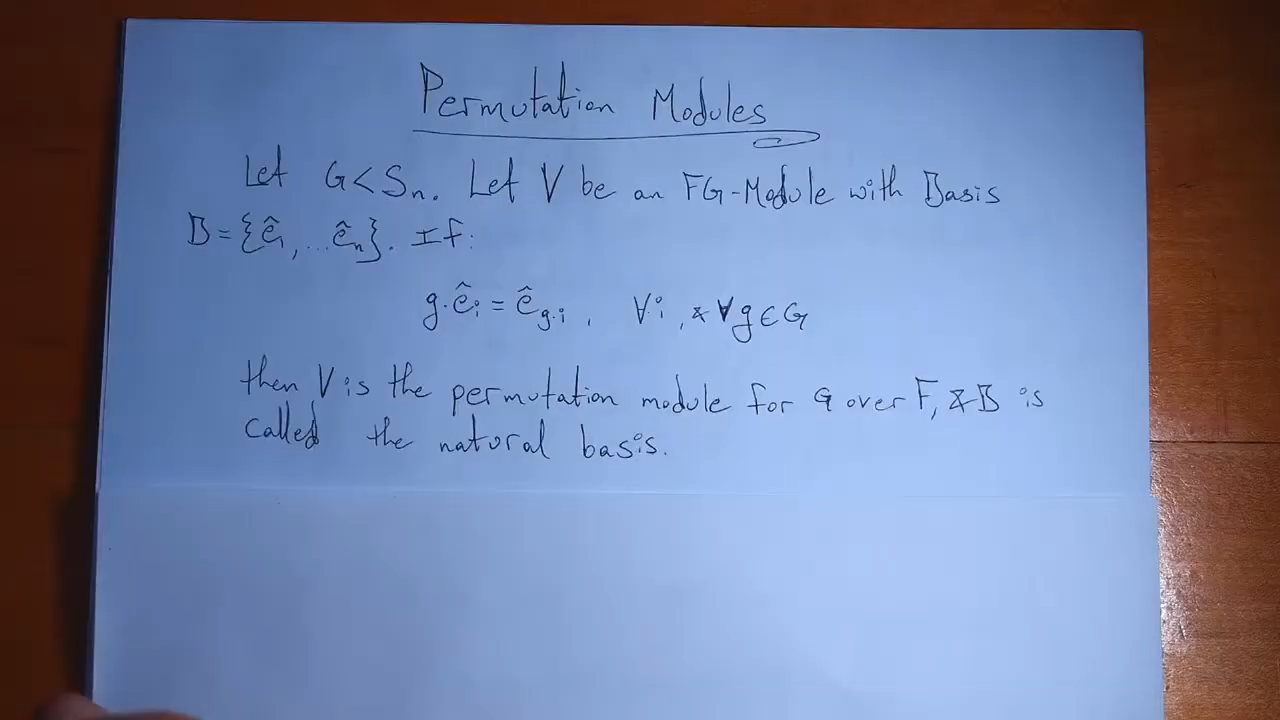 Permutation Modules
Let G < Sₙ. Let V be an FG-Module with Basis
B = {ê₁, ... êₙ}. If:
g·êᵢ = ê_{g·i}, ∀i, & ∀g∈G
then V is the permutation module for G over F, & B is
called the natural basis.